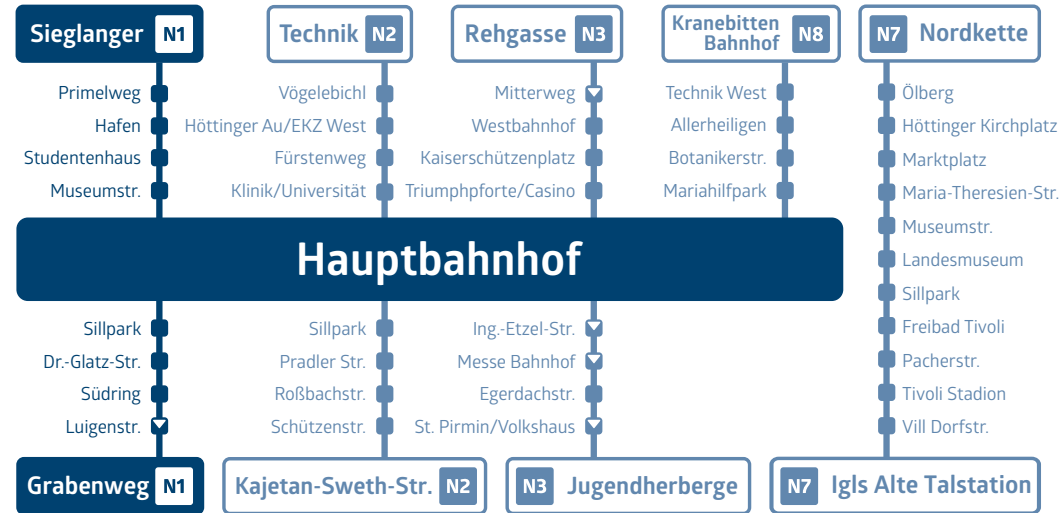 Sieglanger N1
Technik N2
Rehgasse N3
Kranebitten
Bahnhof N8
N7 Nordkette
Primelweg
Hafen
Studentenhaus
Museumstr.
Vögelebichl
Höttinger Au/EKZ West
Fürstenweg
Klinik/Universität
Mitterweg
Westbahnhof
Kaiserschützenplatz
Triumphpforte/Casino
Technik West
Allerheiligen
Botanikerstr.
Mariahilfpark
Ölberg
Höttinger Kirchplatz
Marktplatz
Maria-Theresien-Str.
Museumstr.
Landesmuseum
Sillpark
Freibad Tivoli
Pacherstr.
Tivoli Stadion
Vill Dorfstr.
Hauptbahnhof
Sillpark
Dr.-Glatz-Str.
Südring
Luigenstr.
Sillpark
Pradler Str.
Roßbachstr.
Schützenstr.
Ing.-Etzel-Str.
Messe Bahnhof
Egerdachstr.
St. Pirmin/Volkshaus
Grabenweg N1
Kajetan-Sweth-Str. N2
N3 Jugendherberge
N7 Igls Alte Talstation